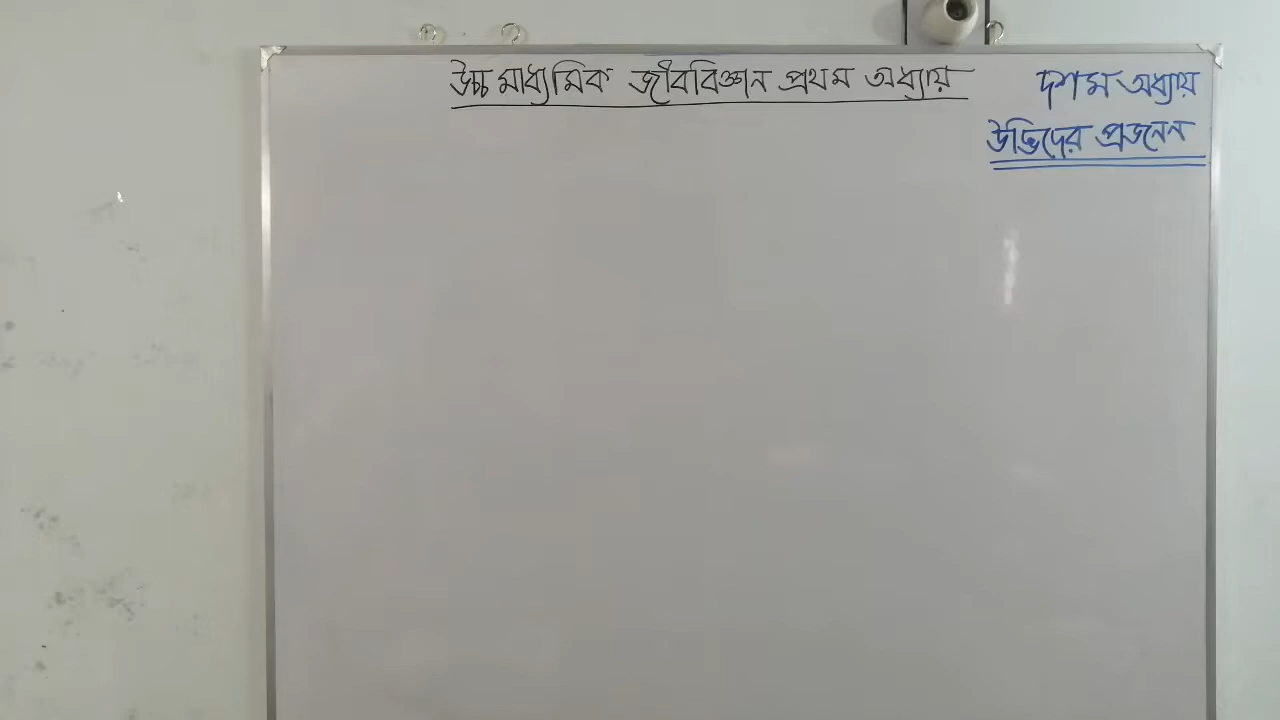 উচ্চ মাধ্যমিক জীববিজ্ঞান প্রথম অধ্যায়
দশম অধ্যায়
উদ্ভিদের প্রজনন